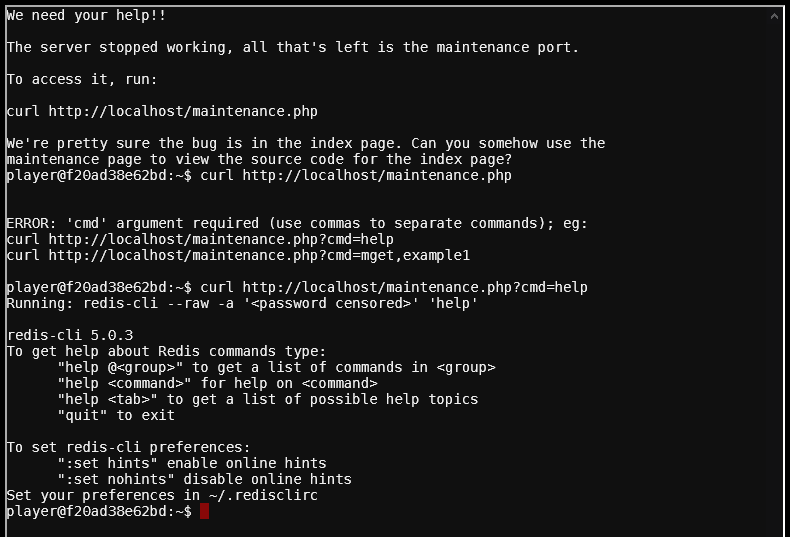 We need your help!!
The server stopped working, all that's left is the maintenance port.
To access it, run:
curl http://localhost/maintenance.php
We're pretty sure the bug is in the index page. Can you somehow use the
maintenance page to view the source code for the index page?
player@f20ad38e62bd:~$ curl http://localhost/maintenance.php
ERROR: 'cmd' argument required (use commas to separate commands); eg:
curl http://localhost/maintenance.php?cmd=help
curl http://localhost/maintenance.php?cmd=mget,example1
player@f20ad38e62bd:~$ curl http://localhost/maintenance.php?cmd=help
Running: redis-cli --raw -a '<password censored>' 'help'
redis-cli 5.0.3
To get help about Redis commands type:
"help @<group>" to get a list of commands in <group>
"help <command>" for help on <command>
"help <tab>" to get a list of possible help topics
"quit" to exit
To set redis-cli preferences:
":set hints" enable online hints
":set nohints" disable online hints
Set your preferences in ~/.redisclirc
player@f20ad38e62bd:~$